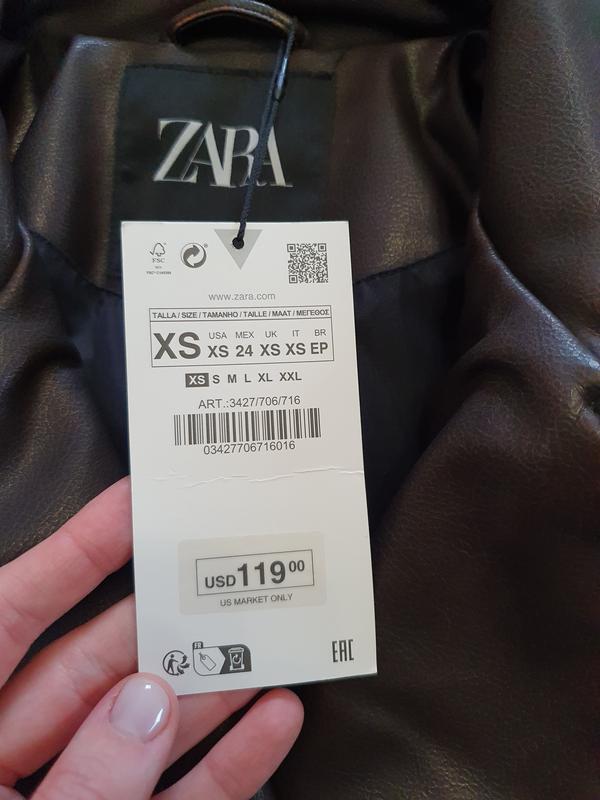 ZARA
FSC
www.zara.com
TALLA / SIZE / TAMANHO / TAILLE / MAAT / ΜΕΓΕΘΟΣ
XS
USA MEX UK IT BR
XS 24 XS XS EP
XS S M L XL XXL
ART.:3427/706/716
03427706716016
USD 119 00
US MARKET ONLY
FR
EAC